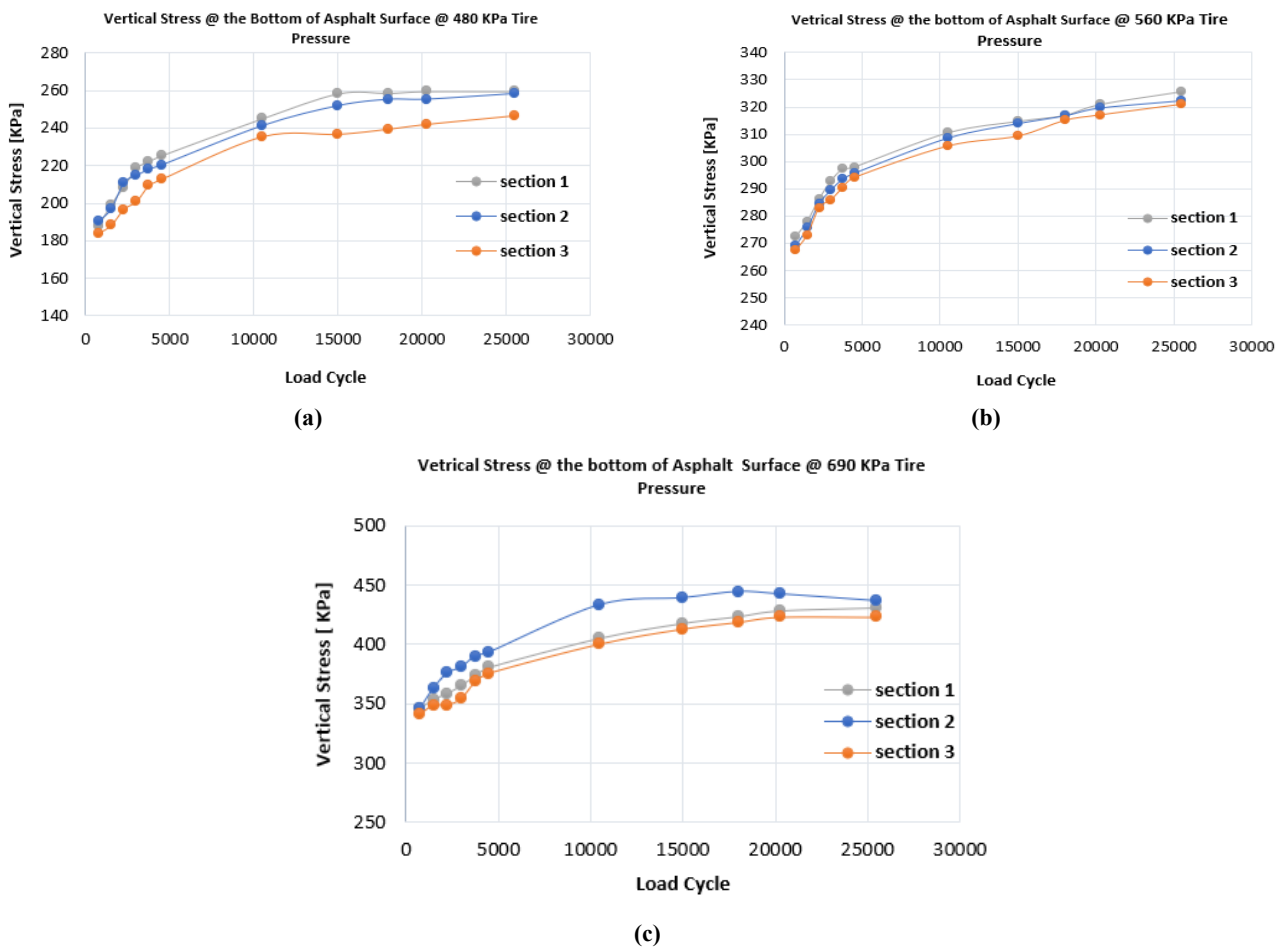 Vertical Stress @ the Bottom of Asphalt Surface @ 480 KPa Tire
Pressure
280
260
240
220
200
180
160
140
Vertical Stress [KPa]
section 1
section 2
section 3
0 5000 10000 15000 20000 25000 30000
Load Cycle
(a)
Vetrical Stress @ the bottom of Asphalt Surface @ 560 KPa Tire
Pressure
340
330
320
310
300
290
280
270
260
250
240
Vertical Stress [KPa]
section 1
section 2
section 3
0 5000 10000 15000 20000 25000 30000
Load Cycle
(b)
Vetrical Stress @ the bottom of Asphalt Surface @ 690 KPa Tire
Pressure
500
450
400
350
300
250
Vertical Stress [ KPa]
section 1
section 2
section 3
0 5000 10000 15000 20000 25000 30000
Load Cycle
(c)